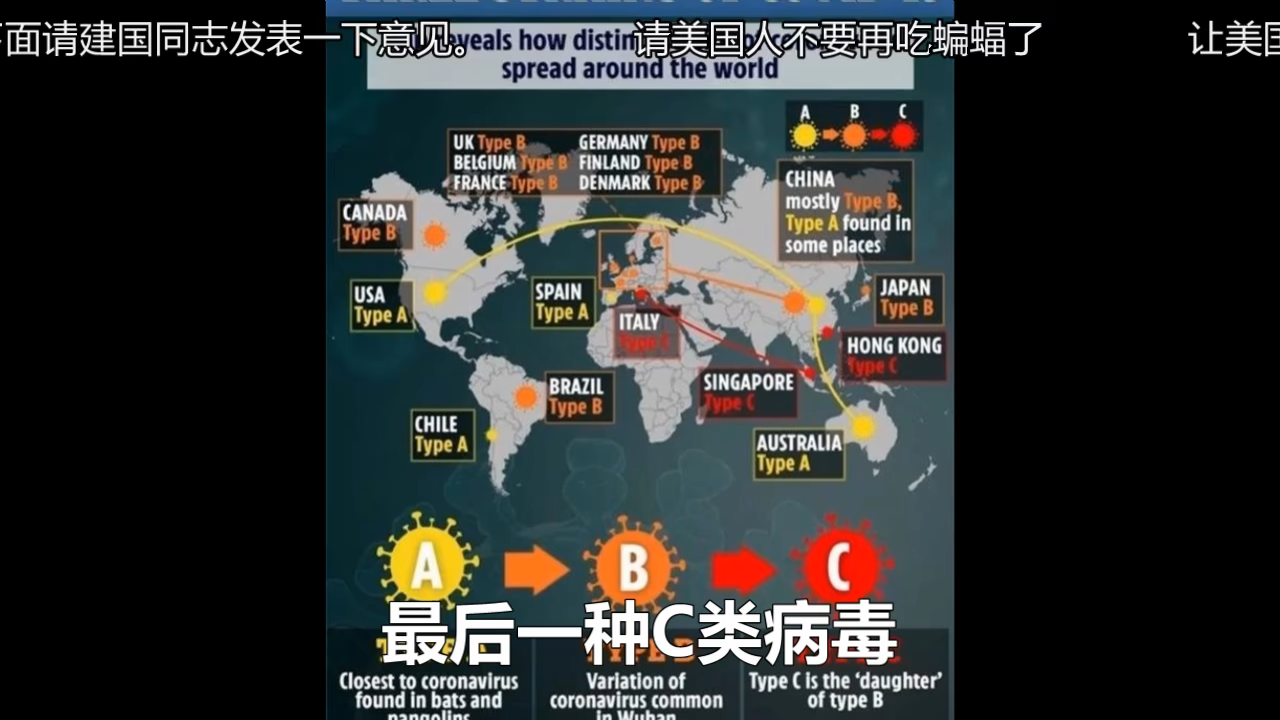 下面请建国同志发表一下意见。 请美国人不要再吃蝙蝠了 让美国
eveals how distin
spread around the world
A B C
UK Type B GERMANY Type B
BELGIUM Type B FINLAND Type B
FRANCE Type B DENMARK Type B
CHINA
mostly Type B,
Type A found in
some places
CANADA
Type B
USA
Type A
SPAIN
Type A
ITALY
Type C
JAPAN
Type B
HONG KONG
Type C
SINGAPORE
Type C
BRAZIL
Type B
CHILE
Type A
AUSTRALIA
Type A
A B C
最后一种C类病毒
Closest to coronavirus
found in bats and
pangolins
Variation of
coronavirus common
in Wuhan
Type C is the ‘daughter’
of type B